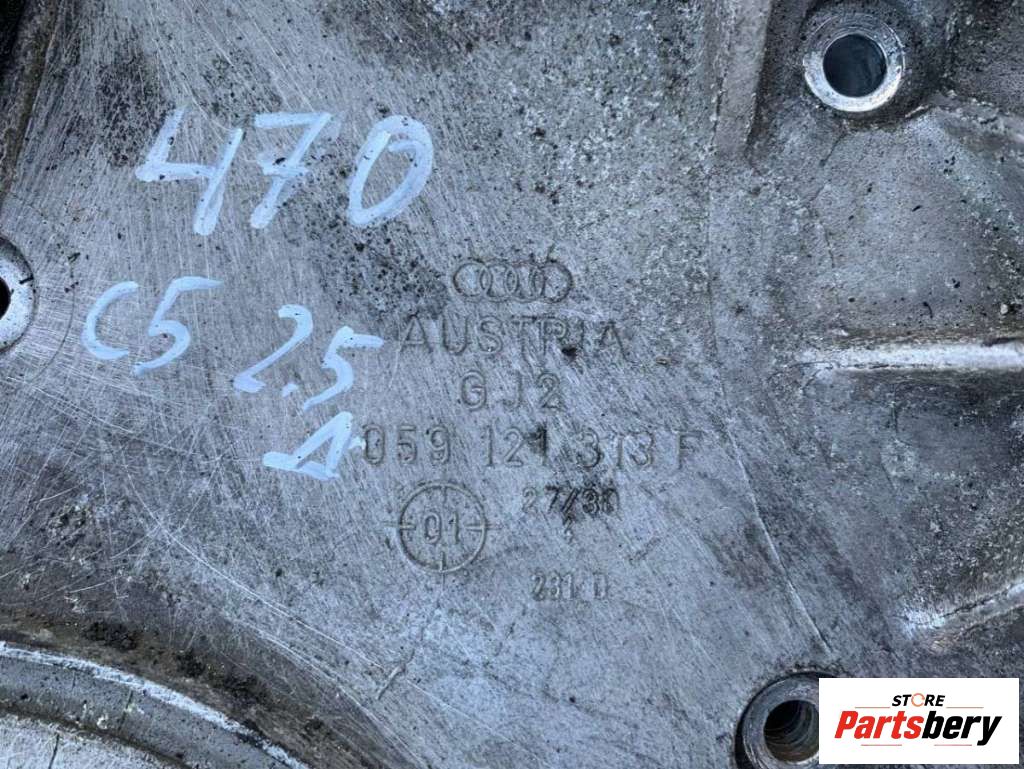 470
C5 2.5
AUSTRIA
GJ2
059 121 313 F
27/30
01
231 D
STORE
Partsbery